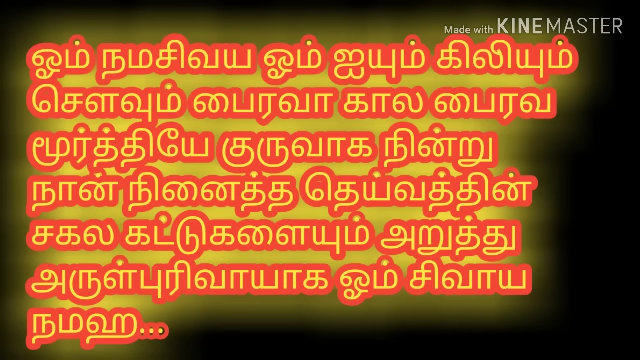 Made with KINEMASTER
ஓம் நமசிவய ஓம் ஐயும் கிலியும்
சௌவும் பைரவா கால பைரவ
மூர்த்தியே குருவாக நின்று
நான் நினைத்த தெய்வத்தின்
சகல கட்டுகளையும் அறுத்து
அருள்புரிவாயாக ஓம் சிவாய
நமஹ...